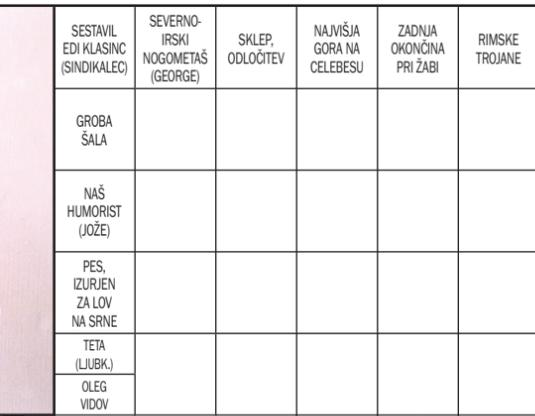 SESTAVIL
EDI KLASINC
(SINDIKALEC)
SEVERNO-
IRSKI
NOGOMETAŠ
(GEORGE)
SKLEP,
ODLOČITEV
NAJVIŠJA
GORA NA
CELEBESU
ZADNJA
OKONČINA
PRI ŽABI
RIMSKE
TROJANE
GROBA
ŠALA
NAŠ
HUMORIST
(JOŽE)
PES,
IZURJEN
ZA LOV
NA SRNE
TETA
(LJUBK.)
OLEG
VIDOV